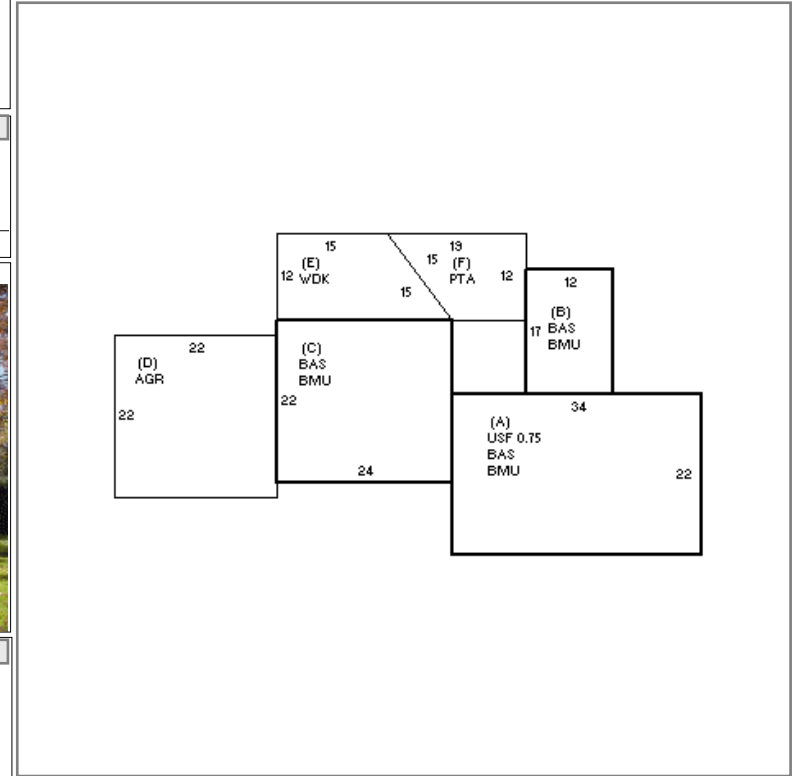 15
(E)
12 WDK
15
19
15 (F)
PTA 12
12
(B)
17 BAS
BMU
22
(D)
AGR
22
(C)
BAS
BMU
22
24
34
(A)
USF 0.75
BAS
BMU
22